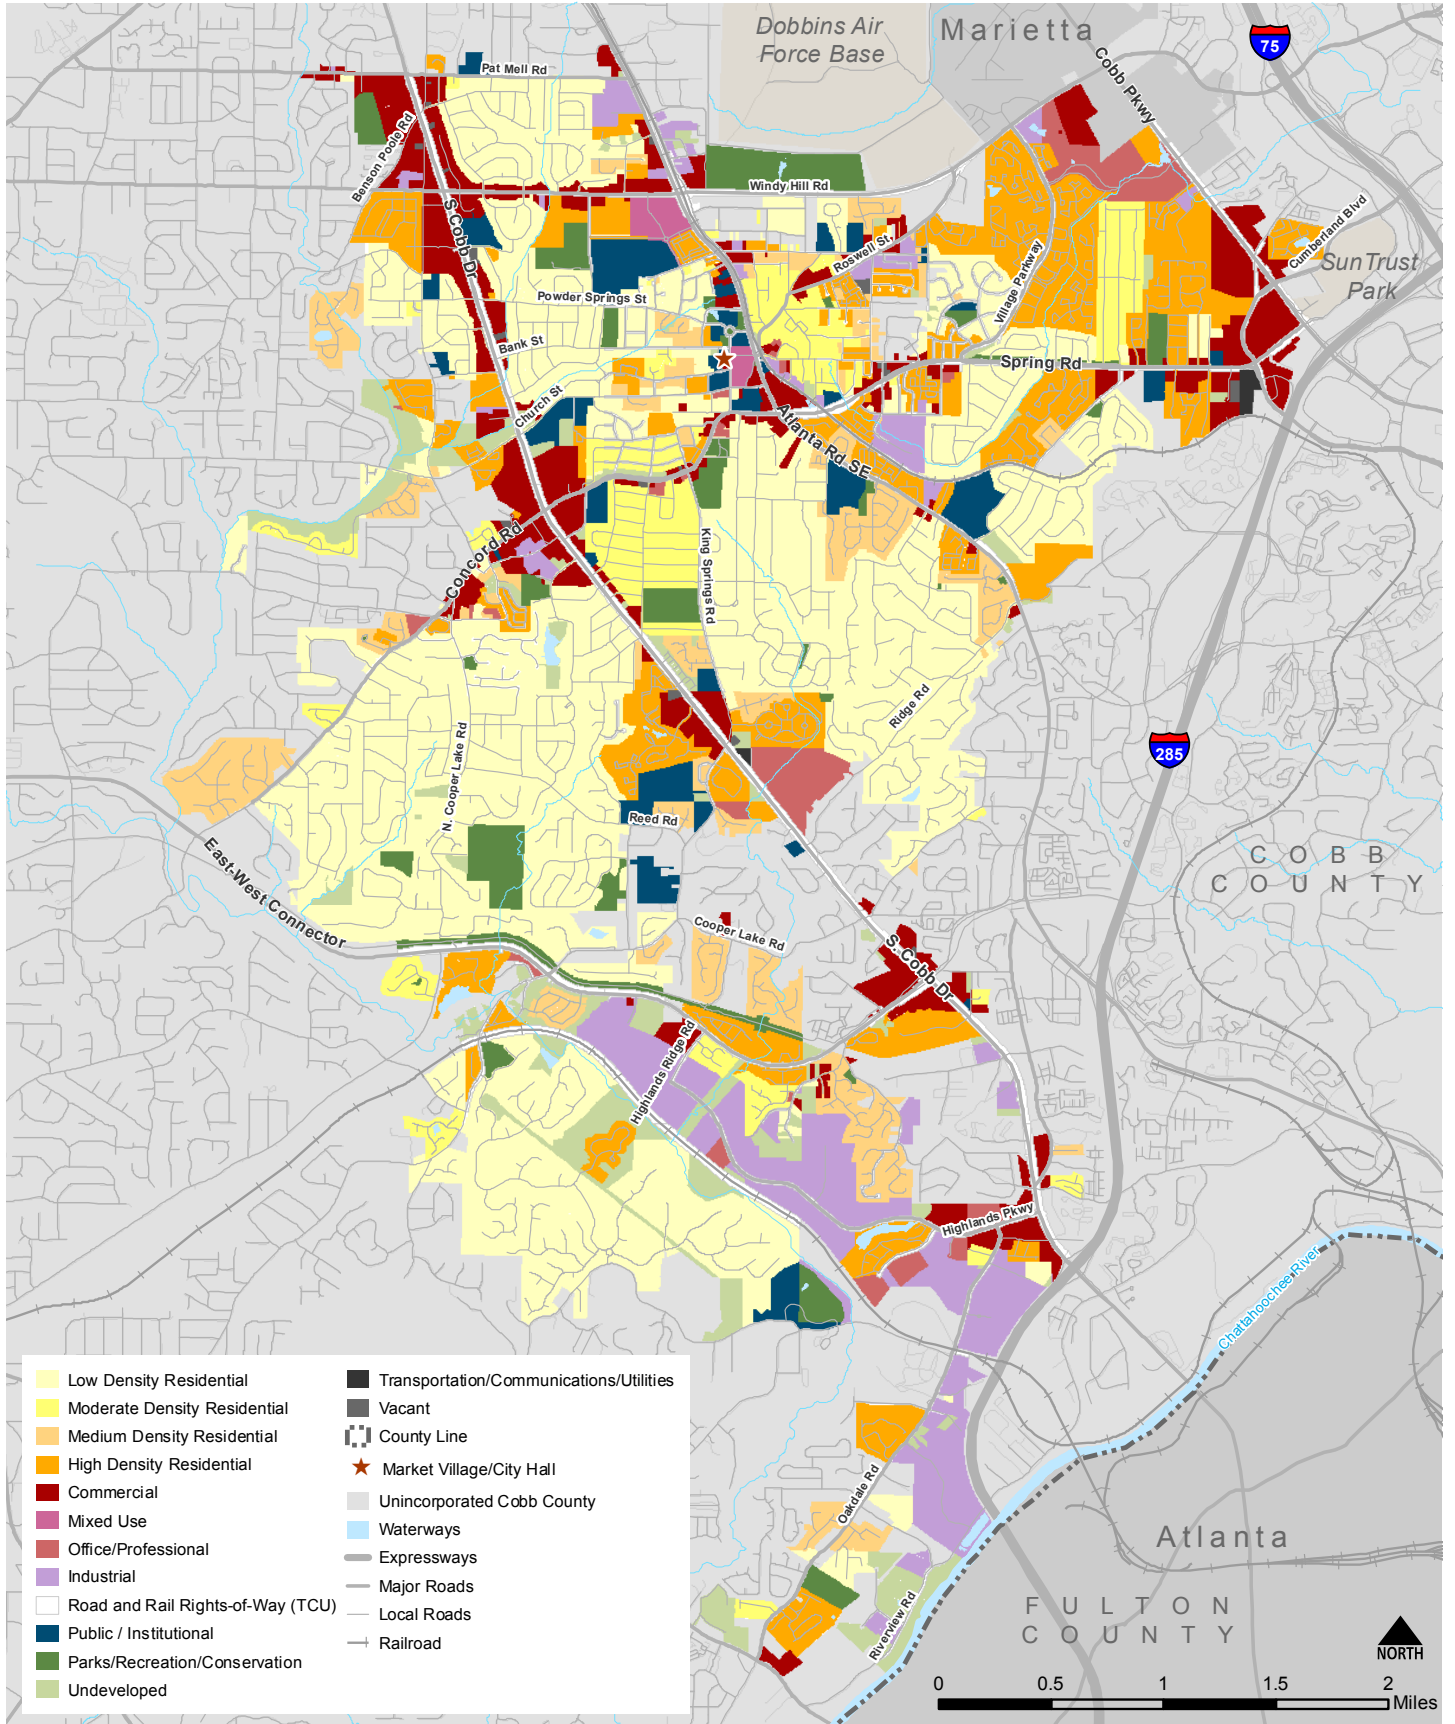 Dobbins Air
Force Base
Marietta
75
Cobb Pkwy
Pat Mell Rd
Benson Poole Rd
Windy Hill Rd
S Cobb Dr
Roswell St
Village Parkway
Cumberland Blvd
SunTrust
Park
Powder Springs St
Bank St
Spring Rd
Church St
Atlanta Rd SE
Concord Rd
King Springs Rd
Ridge Rd
N. Cooper Lake Rd
285
Reed Rd
East-West Connector
COBB
COUNTY
Cooper Lake Rd
S. Cobb Dr
Highlands Ridge Rd
Highlands Pkwy
Chattahoochee River
Oakdale Rd
Riverview Rd
Atlanta
FULTON
COUNTY
Low Density Residential
Moderate Density Residential
Medium Density Residential
High Density Residential
Commercial
Mixed Use
Office/Professional
Industrial
Road and Rail Rights-of-Way (TCU)
Public / Institutional
Parks/Recreation/Conservation
Undeveloped
Transportation/Communications/Utilities
Vacant
County Line
Market Village/City Hall
Unincorporated Cobb County
Waterways
Expressways
Major Roads
Local Roads
Railroad
NORTH
0 0.5 1 1.5 2
Miles